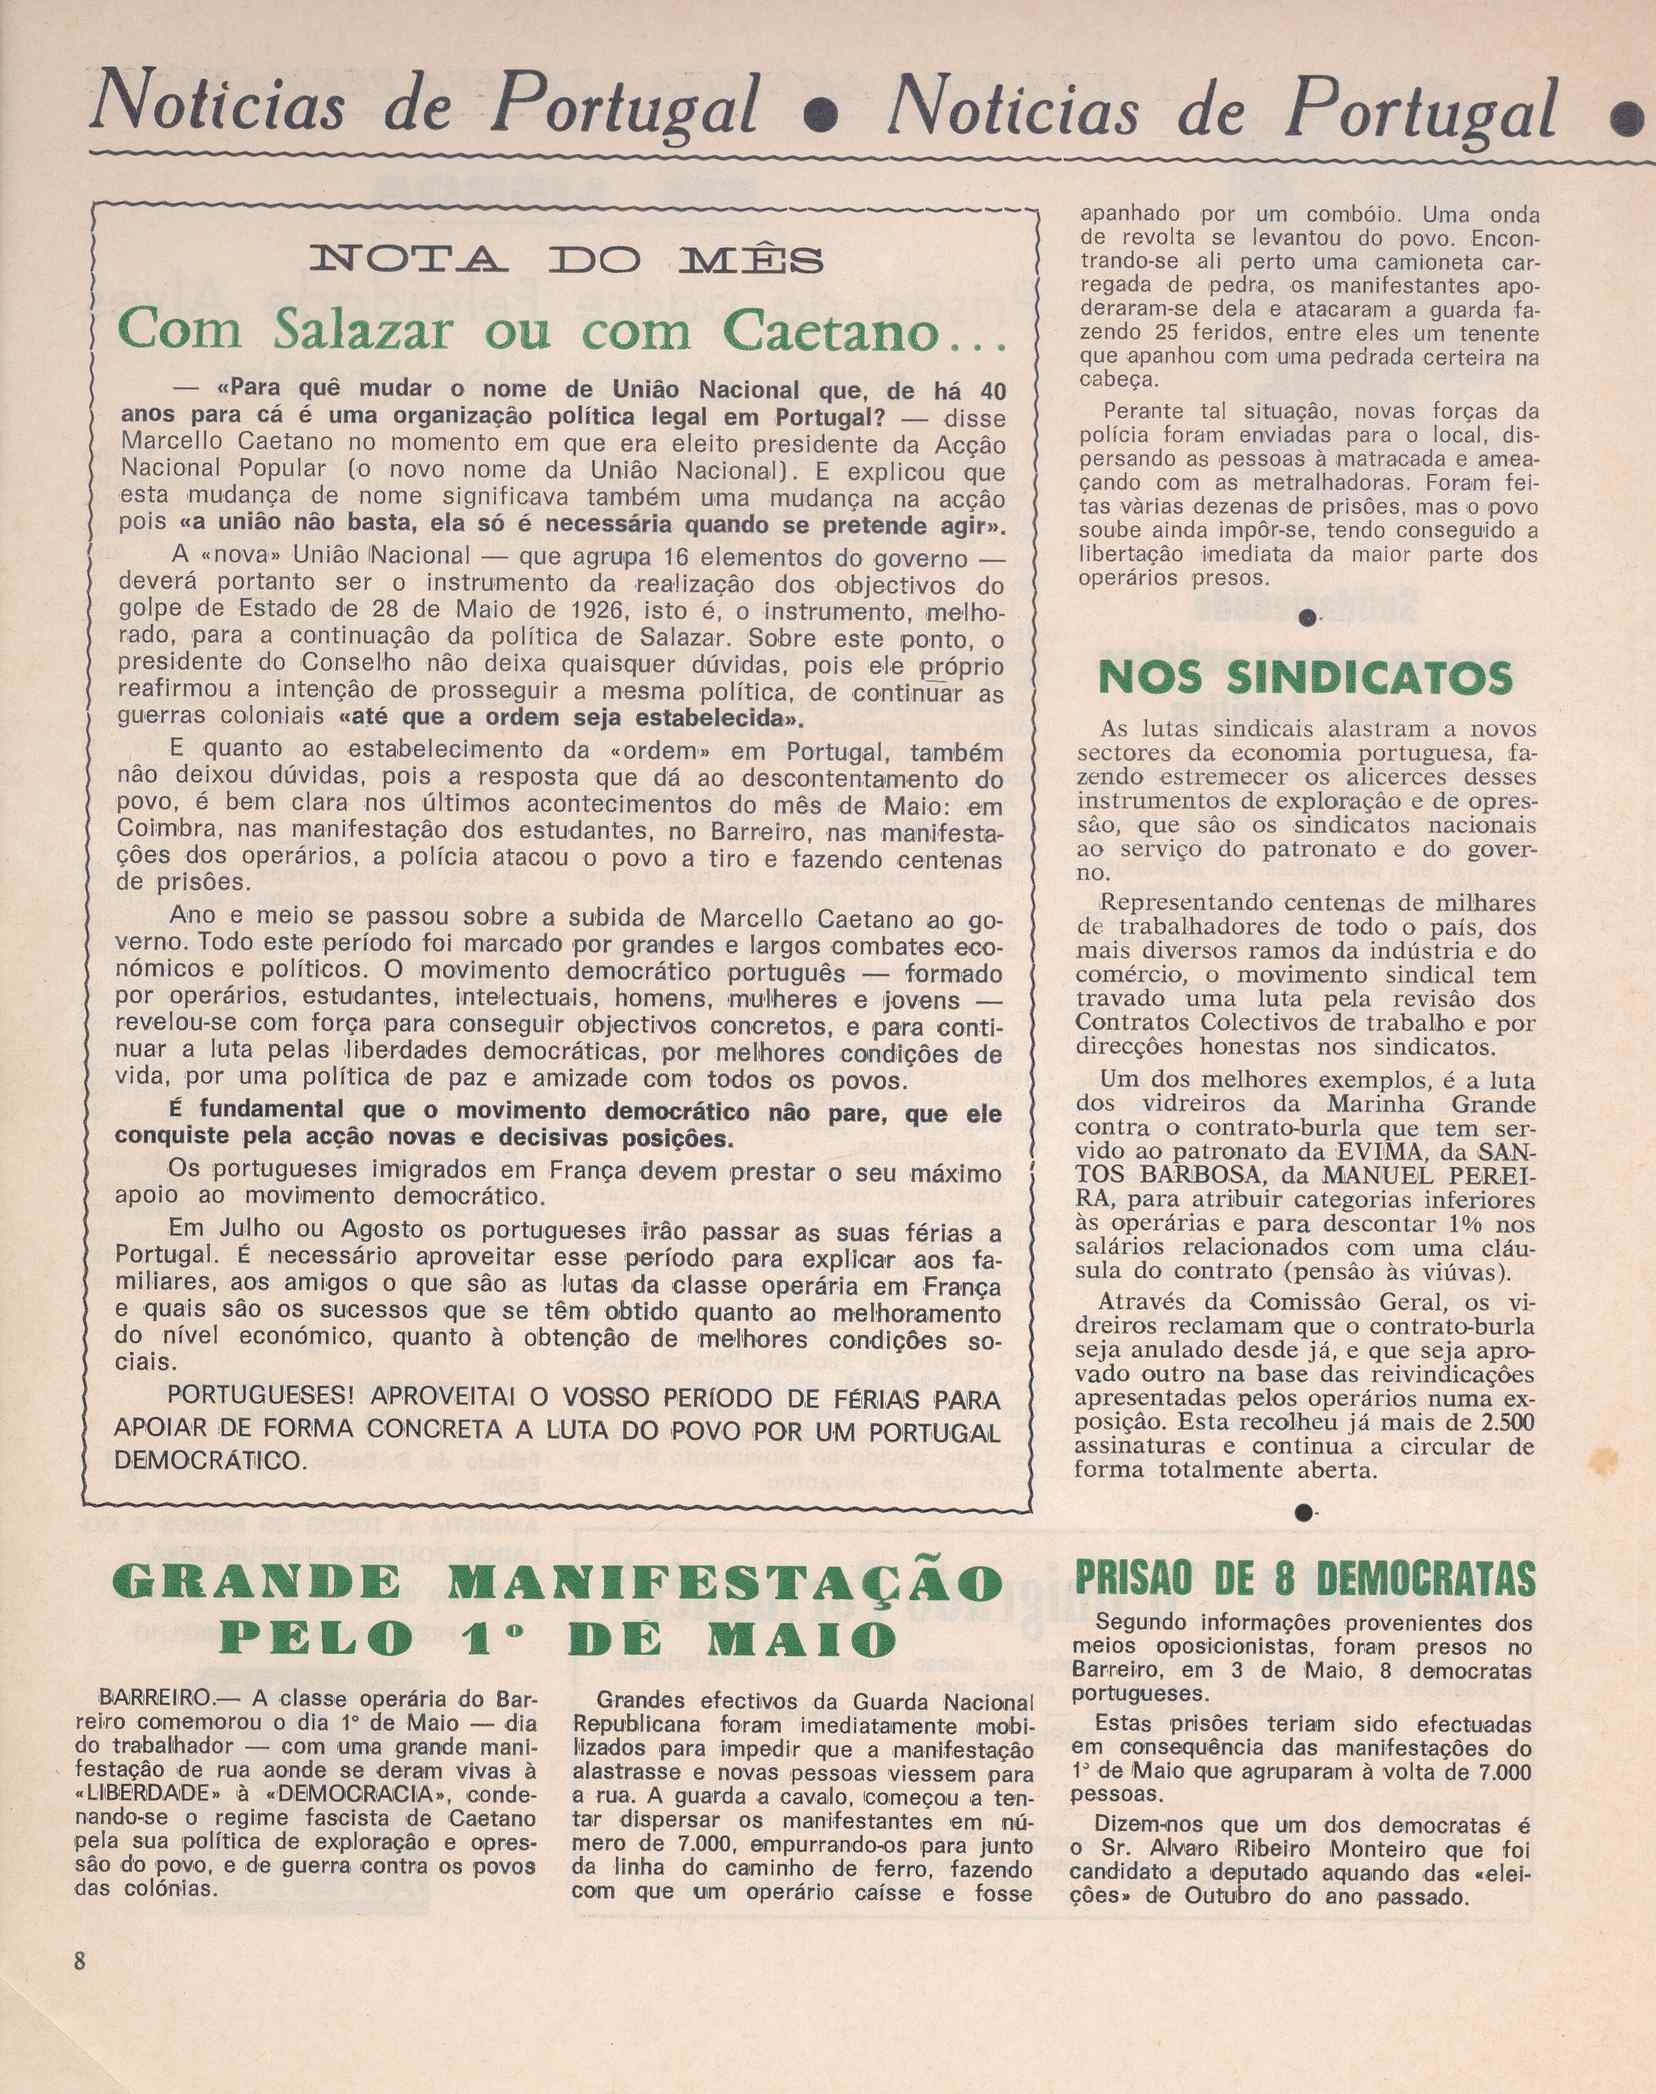 Noticias de Portugal ● Noticias de Portugal ●
NOTA DO MÊS
Com Salazar ou com Caetano...
— «Para quê mudar o nome de Uniâo Nacional que, de há 40
anos para cá é uma organizaçâo política legal em Portugal? — disse
Marcello Caetano no momento em que era eleito presidente da Acçâo
Nacional Popular (o novo nome da Uniâo Nacional). E explicou que
esta mudança de nome significava também uma mudança na acçâo
pois «a uniâo nâo basta, ela só é necessária quando se pretende agir».
A «nova» Uniâo Nacional — que agrupa 16 elementos do governo —
deverá portanto ser o instrumento da realizaçâo dos objectivos do
golpe de Estado de 28 de Maio de 1926, isto é, o instrumento, melho-
rado, para a continuaçâo da política de Salazar. Sobre este ponto, o
presidente do Conselho nâo deixa quaisquer dúvidas, pois ele próprio
reafirmou a intençâo de prosseguir a mesma política, de continuar as
guerras coloniais «até que a ordem seja estabelecida».
E quanto ao estabelecimento da «ordem» em Portugal, também
nâo deixou dúvidas, pois a resposta que dá ao descontentamento do
povo, é bem clara nos últimos acontecimentos do mês de Maio: em
Coimbra, nas manifestaçâo dos estudantes, no Barreiro, nas manifesta-
çôes dos operários, a polícia atacou o povo a tiro e fazendo centenas
de prisôes.
Ano e meio se passou sobre a subida de Marcello Caetano ao go-
verno. Todo este período foi marcado por grandes e largos combates eco-
nómicos e políticos. O movimento democrático português — formado
por operários, estudantes, intelectuais, homens, mulheres e jovens —
revelou-se com força para conseguir objectivos concretos, e para conti-
nuar a luta pelas liberdades democráticas, por melhores condiçôes de
vida, por uma política de paz e amizade com todos os povos.
É fundamental que o movimento democrático nâo pare, que ele
conquiste pela acçâo novas e decisivas posiçôes.
Os portugueses imigrados em França devem prestar o seu máximo
apoio ao movimento democrático.
Em Julho ou Agosto os portugueses irâo passar as suas férias a
Portugal. É necessário aproveitar esse período para explicar aos fa-
miliares, aos amigos o que sâo as lutas da classe operária em França
e quais sâo os sucessos que se têm obtido quanto ao melhoramento
do nível económico, quanto à obtençâo de melhores condiçôes so-
ciais.
PORTUGUESES! APROVEITAI O VOSSO PERÍODO DE FÉRIAS PARA
APOIAR DE FORMA CONCRETA A LUTA DO POVO POR UM PORTUGAL
DEMOCRÁTICO.
GRANDE MANIFESTAÇÃO
PELO 1° DE MAIO
BARREIRO.— A classe operária do Bar-
reiro comemorou o dia 1° de Maio — dia
do trabalhador — com uma grande mani-
festaçâo de rua aonde se deram vivas à
«LIBERDADE» à «DEMOCRACIA», conde-
nando-se o regime fascista de Caetano
pela sua política de exploraçâo e opres-
sâo do povo, e de guerra contra os povos
das colónias.
Grandes efectivos da Guarda Nacional
Republicana foram imediatamente mobi-
lizados para impedir que a manifestaçâo
alastrasse e novas pessoas viessem para
a rua. A guarda a cavalo, começou a ten-
tar dispersar os manifestantes em nú-
mero de 7.000, empurrando-os para junto
da linha do caminho de ferro, fazendo
com que um operário caísse e fosse
apanhado por um combóio. Uma onda
de revolta se levantou do povo. Encon-
trando-se ali perto uma camioneta car-
regada de pedra, os manifestantes apo-
deraram-se dela e atacaram a guarda fa-
zendo 25 feridos, entre eles um tenente
que apanhou com uma pedrada certeira na
cabeça.
Perante tal situaçâo, novas forças da
polícia foram enviadas para o local, dis-
persando as pessoas à matracada e amea-
çando com as metralhadoras. Foram fei-
tas vàrias dezenas de prisôes, mas o povo
soube ainda impôr-se, tendo conseguido a
libertaçâo imediata da maior parte dos
operários presos.
●
NOS SINDICATOS
As lutas sindicais alastram a novos
sectores da economia portuguesa, fa-
zendo estremecer os alicerces desses
instrumentos de exploraçâo e de opres-
sâo, que sâo os sindicatos nacionais
ao serviço do patronato e do gover-
no.
Representando centenas de milhares
de trabalhadores de todo o país, dos
mais diversos ramos da indústria e do
comércio, o movimento sindical tem
travado uma luta pela revisâo dos
Contratos Colectivos de trabalho e por
direcçôes honestas nos sindicatos.
Um dos melhores exemplos, é a luta
dos vidreiros da Marinha Grande
contra o contrato-burla que tem ser-
vido ao patronato da EVIMA, da SAN-
TOS BARBOSA, da MANUEL PEREI-
RA, para atribuir categorias inferiores
às operárias e para descontar 1% nos
salários relacionados com uma cláu-
sula do contrato (pensâo às viúvas).
Através da Comissâo Geral, os vi-
dreiros reclamam que o contrato-burla
seja anulado desde já, e que seja apro-
vado outro na base das reivindicaçôes
apresentadas pelos operários numa ex-
posiçâo. Esta recolheu já mais de 2.500
assinaturas e continua a circular de
forma totalmente aberta.
●
PRISAO DE 8 DEMOCRATAS
Segundo informaçôes provenientes dos
meios oposicionistas, foram presos no
Barreiro, em 3 de Maio, 8 democratas
portugueses.
Estas prisôes teriam sido efectuadas
em consequência das manifestaçôes do
1° de Maio que agruparam à volta de 7.000
pessoas.
Dizem-nos que um dos democratas é
o Sr. Alvaro Ribeiro Monteiro que foi
candidato a deputado aquando das «elei-
çôes» de Outubro do ano passado.
8